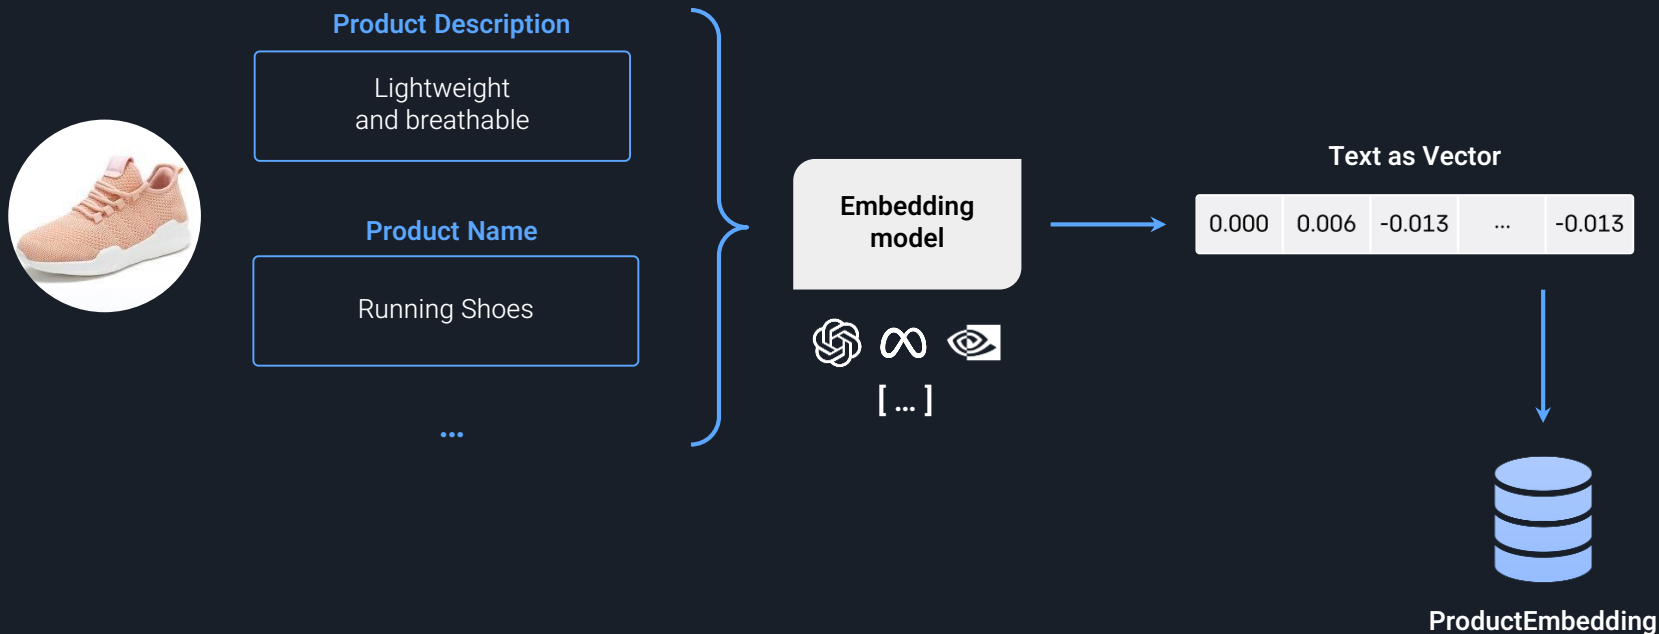 Product Description
Lightweight
and breathable
Product Name
Running Shoes
...
Embedding
model
[ ... ]
Text as Vector
0.000 0.006 -0.013 ... -0.013
ProductEmbedding